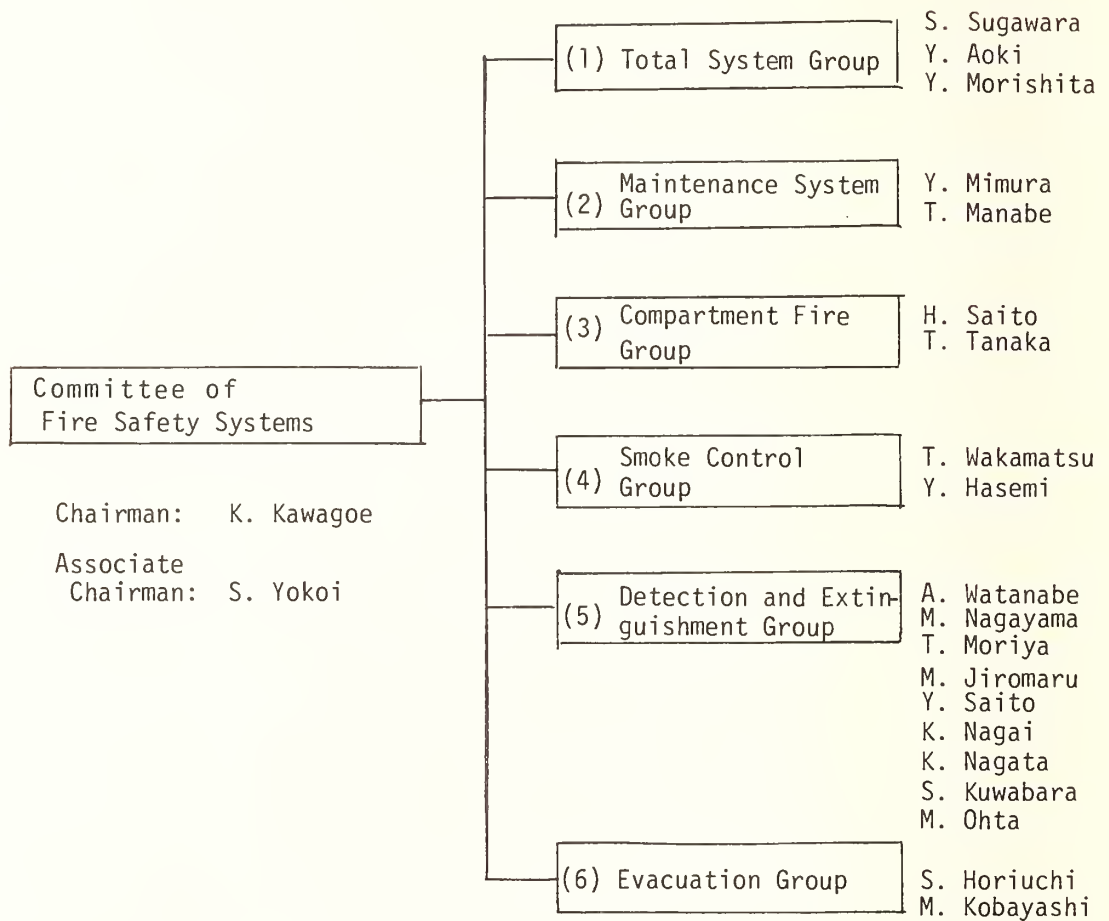 (1) Total System Group
S. Sugawara
Y. Aoki
Y. Morishita
(2) Maintenance System
Group
Y. Mimura
T. Manabe
(3) Compartment Fire
Group
H. Saito
T. Tanaka
Committee of
Fire Safety Systems
Chairman: K. Kawagoe
Associate
Chairman: S. Yokoi
(4) Smoke Control
Group
T. Wakamatsu
Y. Hasemi
(5) Detection and Extin-
guishment Group
A. Watanabe
M. Nagayama
T. Moriya
M. Jiromaru
Y. Saito
K. Nagai
K. Nagata
S. Kuwabara
M. Ohta
(6) Evacuation Group
S. Horiuchi
M. Kobayashi